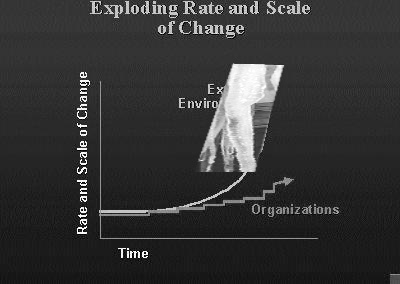 Exploding Rate and Scale
of Change
Rate and Scale of Change
Organizations
Time